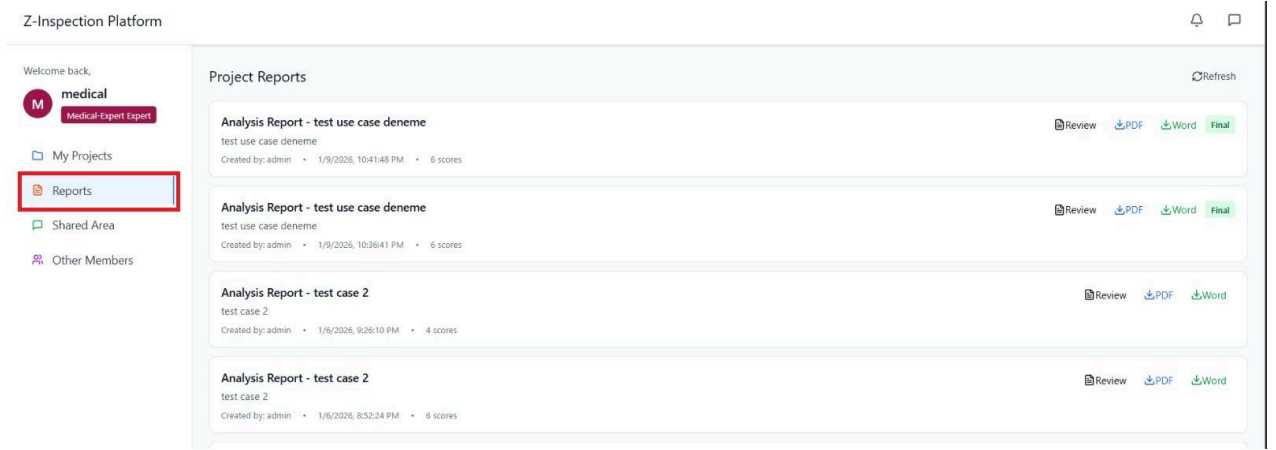 Z-Inspection Platform
Welcome back,
M
medical
Medical-Expert Expert
My Projects
Reports
Shared Area
Other Members
Project Reports
Refresh
Analysis Report - test use case deneme
Review PDF Word Final
test use case deneme
Created by: admin • 1/9/2026, 10:41:48 PM • 6 scores
Analysis Report - test use case deneme
Review PDF Word Final
test use case deneme
Created by: admin • 1/9/2026, 10:36:41 PM • 6 scores
Analysis Report - test case 2
Review PDF Word
test case 2
Created by: admin • 1/6/2026, 9:26:10 PM • 4 scores
Analysis Report - test case 2
Review PDF Word
test case 2
Created by: admin • 1/6/2026, 8:52:24 PM • 6 scores